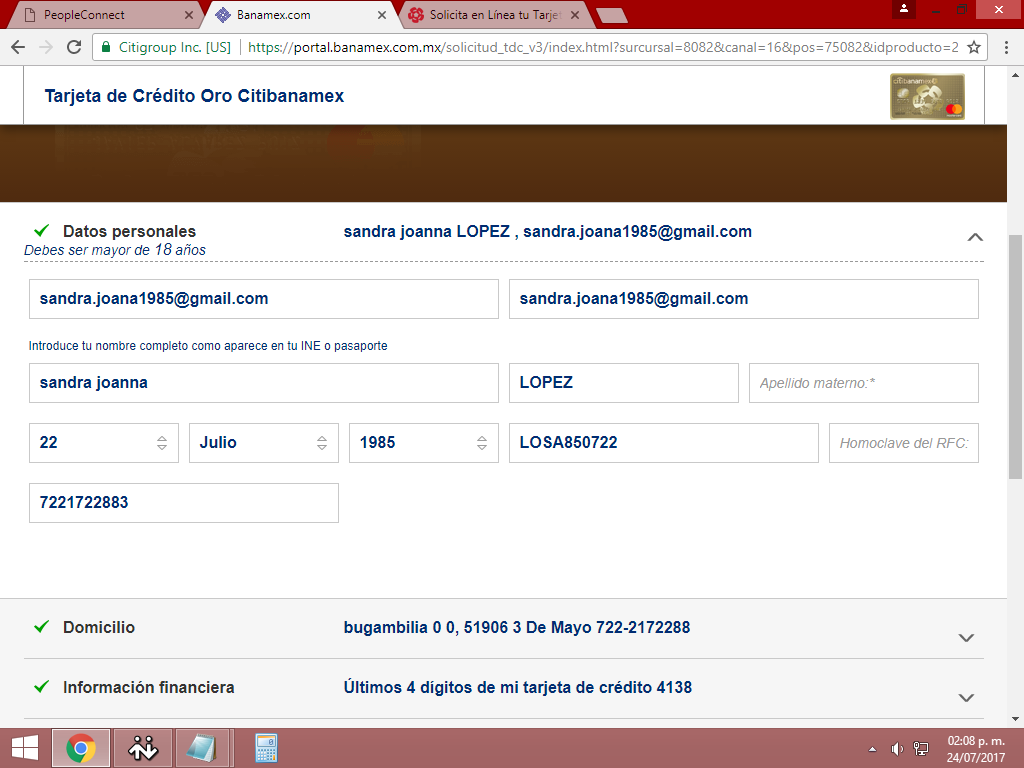 PeopleConnect
Banamex.com
Solicita en Línea tu Tarjet
Citigroup Inc. [US]
https://portal.banamex.com.mx/solicitud_tdc_v3/index.html?sucursal=8082&canal=16&pos=75082&idproducto=2
Tarjeta de Crédito Oro Citibanamex
citibanamex
Datos personales
sandra joanna LOPEZ , sandra.joana1985@gmail.com
Debes ser mayor de 18 años
sandra.joana1985@gmail.com
sandra.joana1985@gmail.com
Introduce tu nombre completo como aparece en tu INE o pasaporte
sandra joanna
LOPEZ
Apellido materno:*
22
Julio
1985
LOSA850722
Homoclave del RFC:
7221722883
Domicilio
bugambilia 0 0, 51906 3 De Mayo 722-2172288
Información financiera
Últimos 4 dígitos de mi tarjeta de crédito 4138
02:08 p. m.
24/07/2017